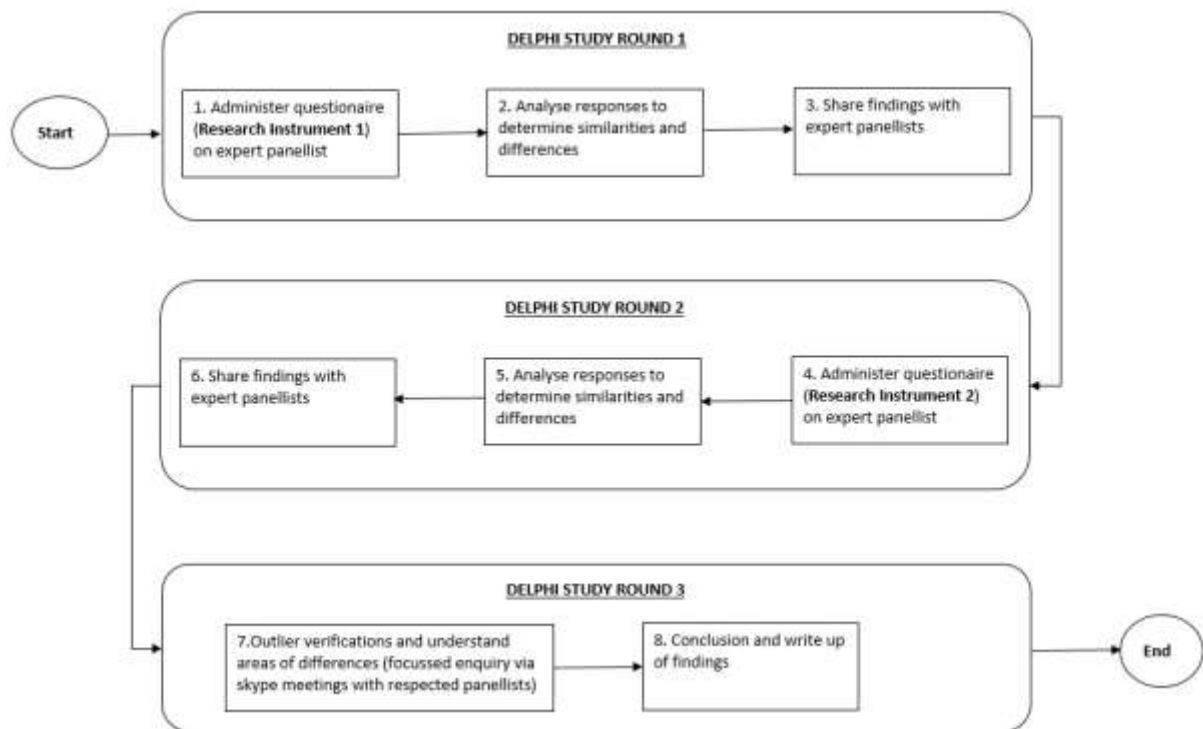 DELPHI STUDY ROUND 1
Start
1. Administer questionaire
(Research Instrument 1)
on expert panellist
2. Analyse responses to
determine similarities and
differences
3. Share findings with
expert panellists
DELPHI STUDY ROUND 2
4. Administer questionaire
(Research Instrument 2)
on expert panellist
5. Analyse responses to
determine similarities and
differences
6. Share findings with
expert panellists
DELPHI STUDY ROUND 3
7.Outlier verifications and understand
areas of differences (focussed enquiry via
skype meetings with respected panellists)
8. Conclusion and write up
of findings
End